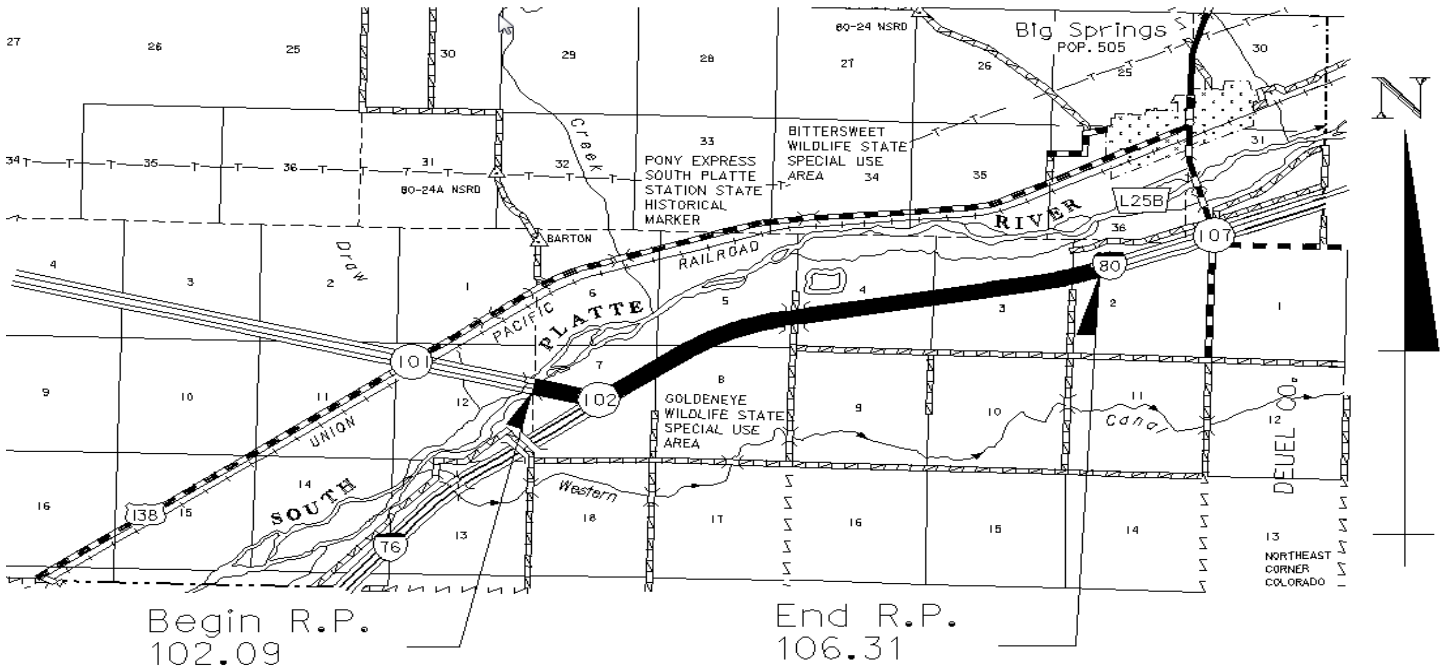 27
26
25
30
29
28
27
80-24 NSRD
26
Big Springs
POP. 505
25
30
N
34
T
35
36
T
31
80-24A NSRD
32
Creek
33
PONY EXPRESS
SOUTH PLATTE
STATION STATE
HISTORICAL
MARKER
BITTERSWEET
WILDLIFE STATE
SPECIAL USE
AREA
34
35
31
L25B
36
107
RIVER
BARTON
Draw
4
3
2
1
6
PACIFIC
RAILROAD
PLATTE
5
4
3
80
2
1
101
9
10
11
12
7
102
8
GOLDENEYE
WILDLIFE STATE
SPECIAL USE
AREA
9
10
11
Cana
12
DEUEL CO.
UNION
16
138
15
14
SOUTH
76
13
Western
18
17
16
15
14
13
NORTHEAST
CORNER
COLORADO
Begin R.P.
102.09
End R.P.
106.31